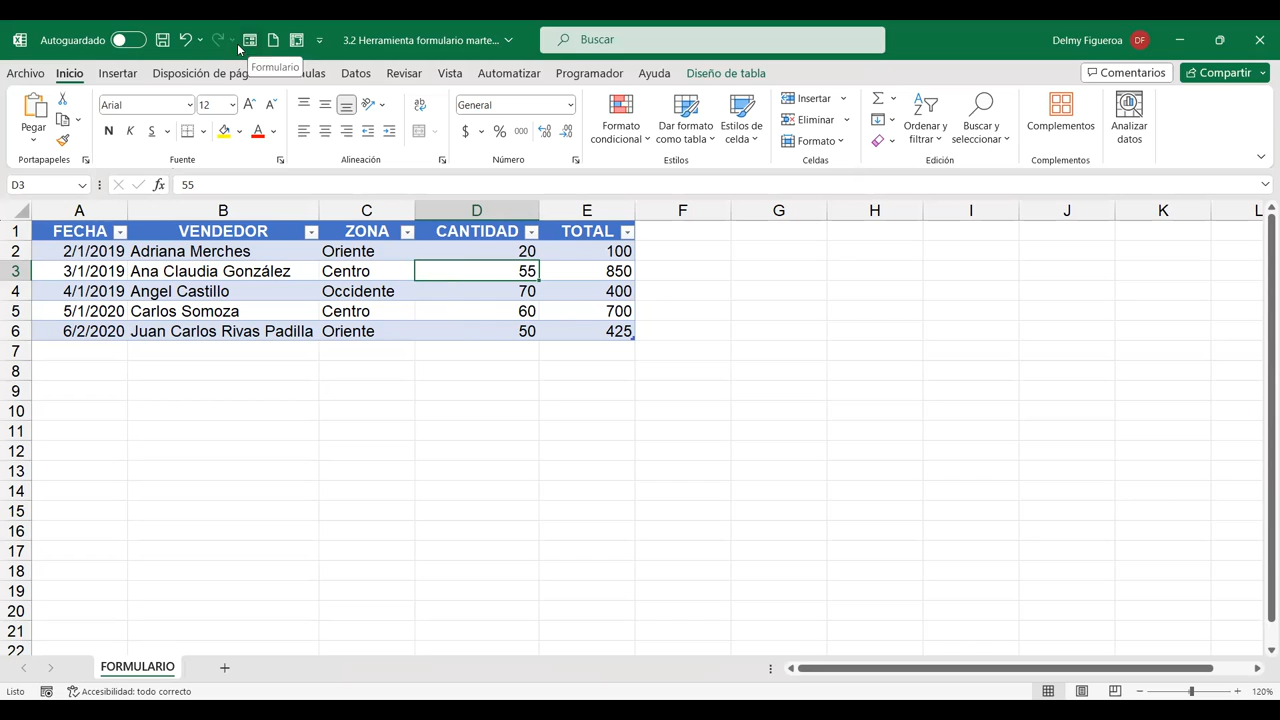 Autoguardado
3.2 Herramienta formulario marte...
Buscar
Delmy Figueroa
DF
Formulario
Archivo Inicio Insertar Disposición de pág ulas Datos Revisar Vista Automatizar Programador Ayuda Diseño de tabla
Comentarios
Compartir
Pegar
Portapapeles
Arial 12
N K S
Fuente
Alineación
General
$ % 000
Número
Formato condicional
Dar formato como tabla
Estilos de celda
Estilos
Insertar
Eliminar
Formato
Celdas
Ordenar y filtrar
Buscar y seleccionar
Edición
Complementos
Complementos
Analizar datos
D3 fx 55
A B C D E F G H I J K L
1 FECHA VENDEDOR ZONA CANTIDAD TOTAL
2 2/1/2019 Adriana Merches Oriente 20 100
3 3/1/2019 Ana Claudia González Centro 55 850
4 4/1/2019 Angel Castillo Occidente 70 400
5 5/1/2020 Carlos Somoza Centro 60 700
6 6/2/2020 Juan Carlos Rivas Padilla Oriente 50 425
7
8
9
10
11
12
13
14
15
16
17
18
19
20
21
22
FORMULARIO
Listo
Accesibilidad: todo correcto
120%